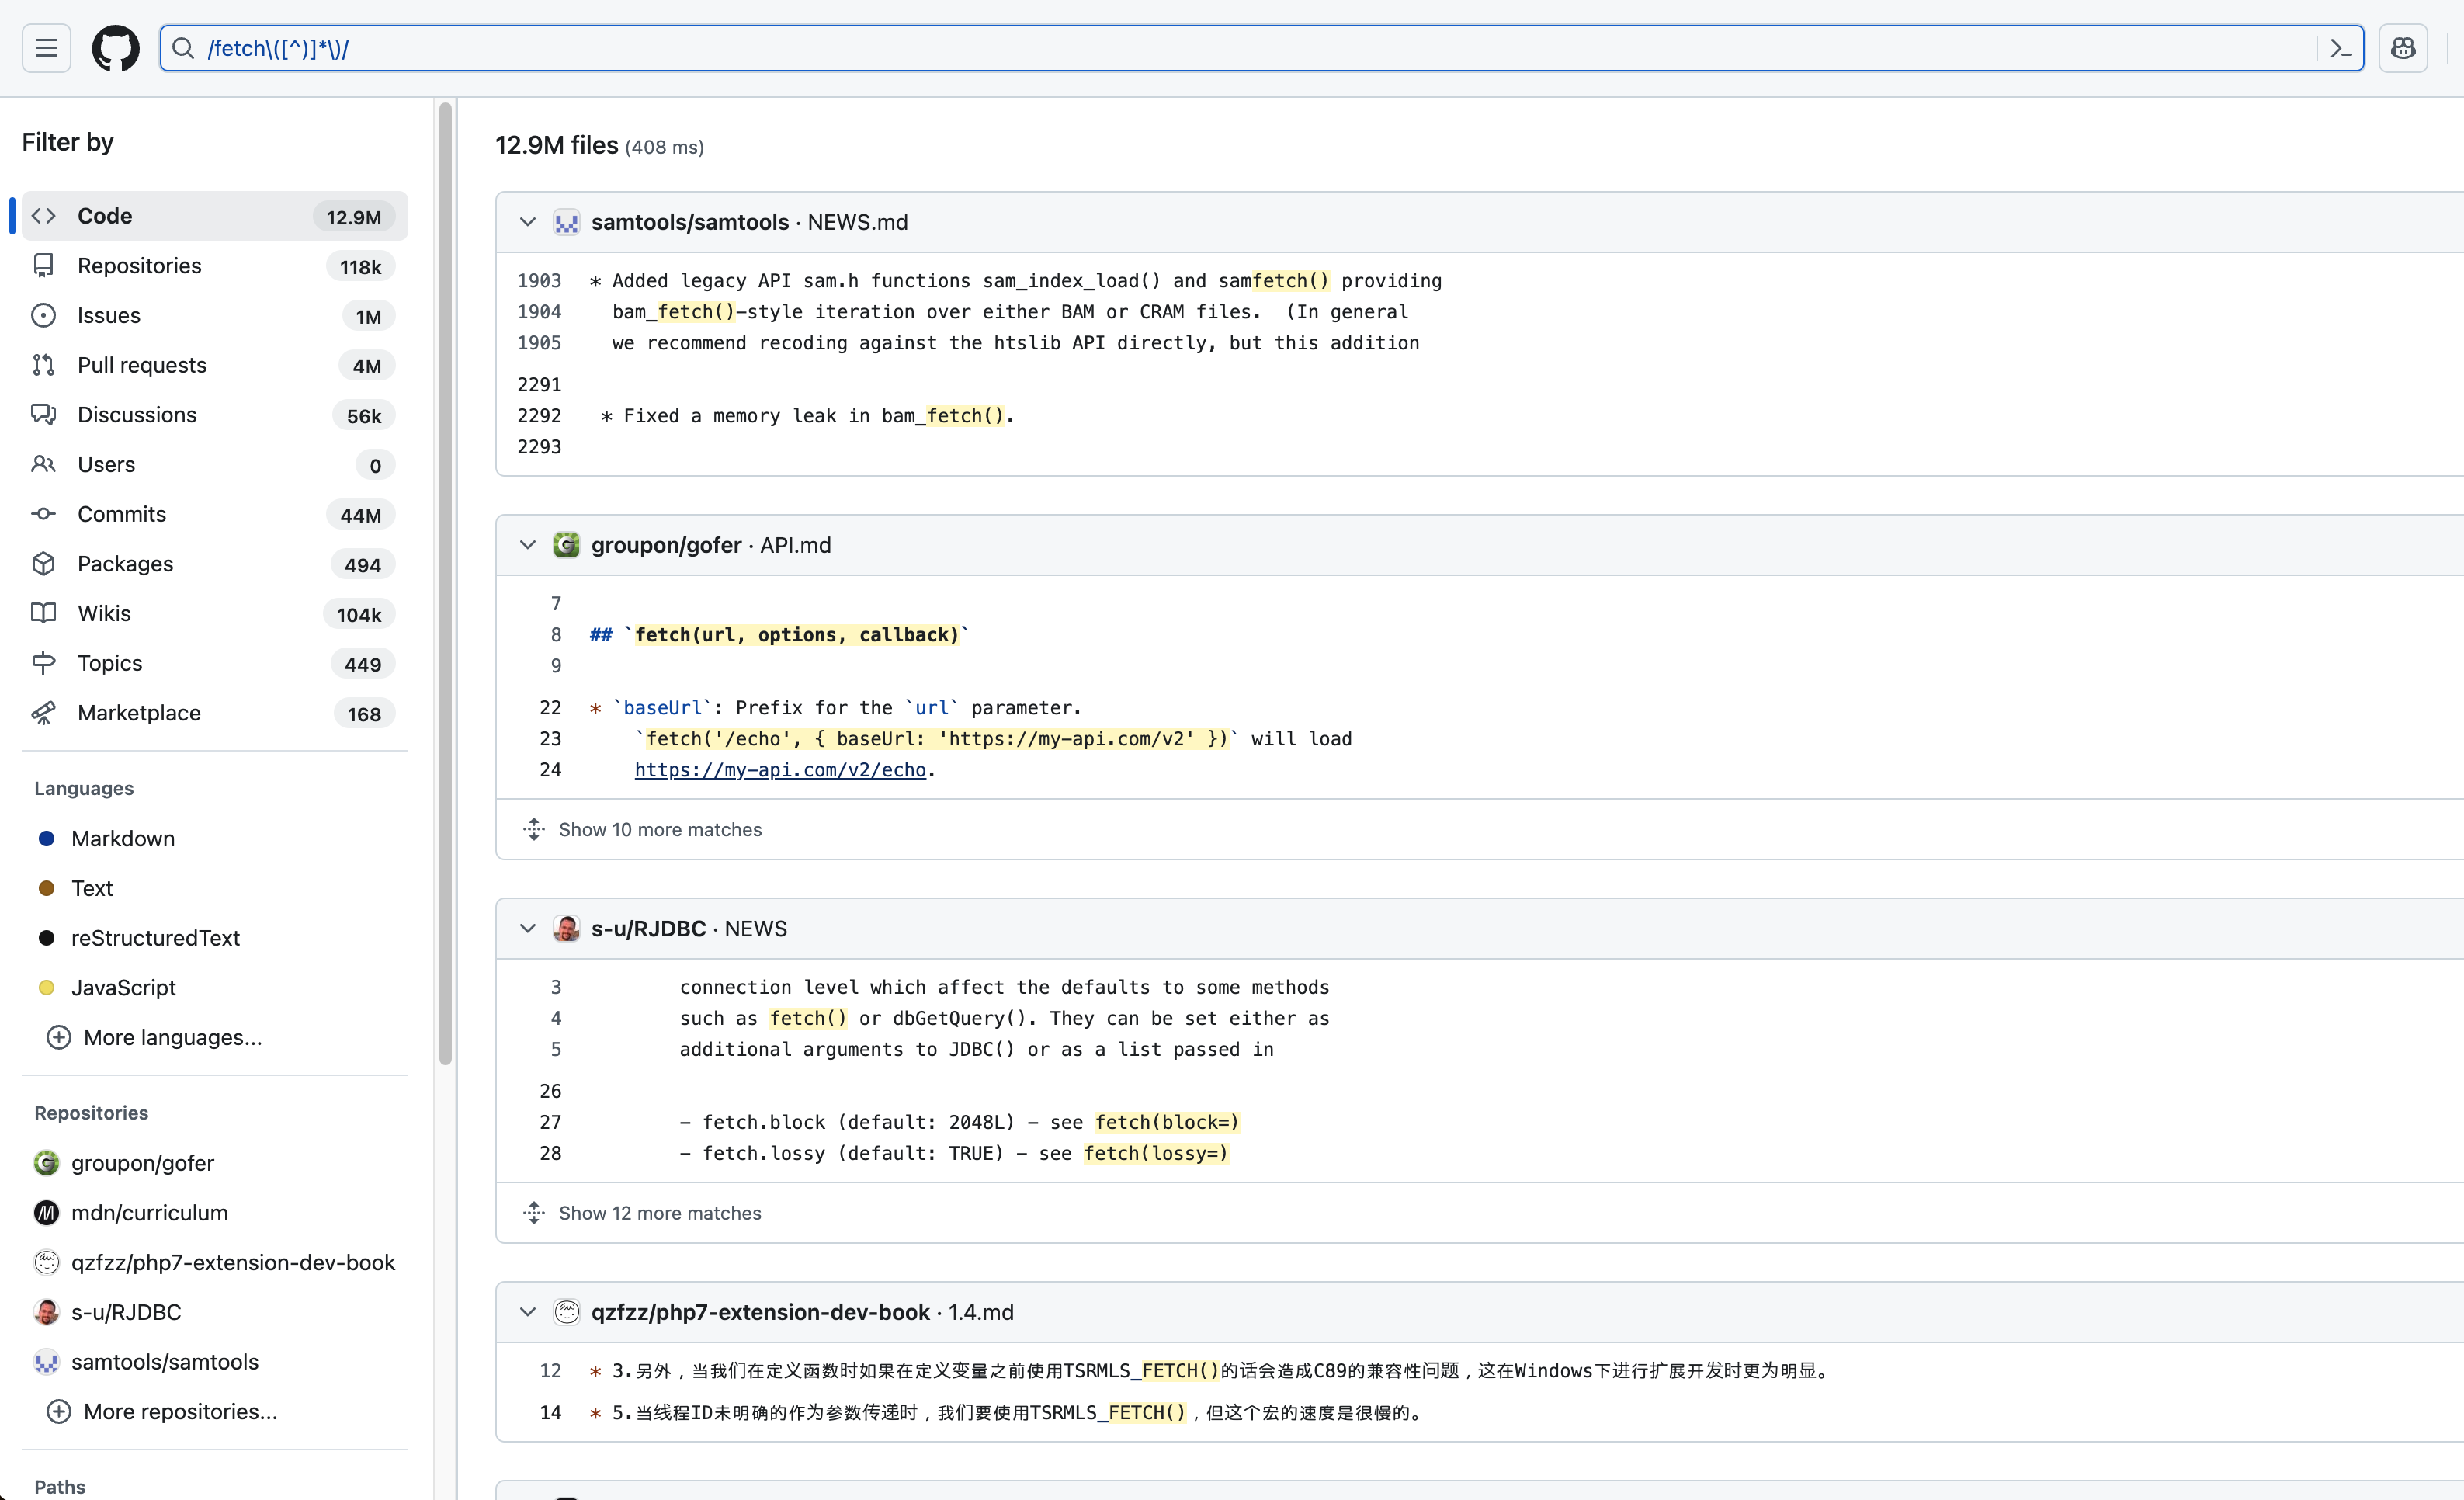 /fetch\([^)]*\)/
Filter by
Code 12.9M
Repositories 118k
Issues 1M
Pull requests 4M
Discussions 56k
Users 0
Commits 44M
Packages 494
Wikis 104k
Topics 449
Marketplace 168
Languages
Markdown
Text
reStructuredText
JavaScript
More languages...
Repositories
groupon/gofer
mdn/curriculum
qzfzz/php7-extension-dev-book
s-u/RJDBC
samtools/samtools
More repositories...
Paths
12.9M files (408 ms)
samtools/samtools · NEWS.md
1903 * Added legacy API sam.h functions sam_index_load() and samfetch() providing
1904 bam_fetch()-style iteration over either BAM or CRAM files. (In general
1905 we recommend recoding against the htslib API directly, but this addition
2291
2292 * Fixed a memory leak in bam_fetch().
2293
groupon/gofer · API.md
7
8 ## `fetch(url, options, callback)`
9
22 * `baseUrl`: Prefix for the `url` parameter.
23 `fetch('/echo', { baseUrl: 'https://my-api.com/v2' })` will load
24 https://my-api.com/v2/echo.
Show 10 more matches
s-u/RJDBC · NEWS
3 connection level which affect the defaults to some methods
4 such as fetch() or dbGetQuery(). They can be set either as
5 additional arguments to JDBC() or as a list passed in
26
27 – fetch.block (default: 2048L) – see fetch(block=)
28 – fetch.lossy (default: TRUE) – see fetch(lossy=)
Show 12 more matches
qzfzz/php7-extension-dev-book · 1.4.md
12 * 3.另外，当我们在定义函数时如果在定义变量之前使用TSRMLS_FETCH()的话会造成C89的兼容性问题，这在Windows下进行扩展开发时更为明显。
14 * 5.当线程ID未明确的作为参数传递时，我们要使用TSRMLS_FETCH()，但这个宏的速度是很慢的。